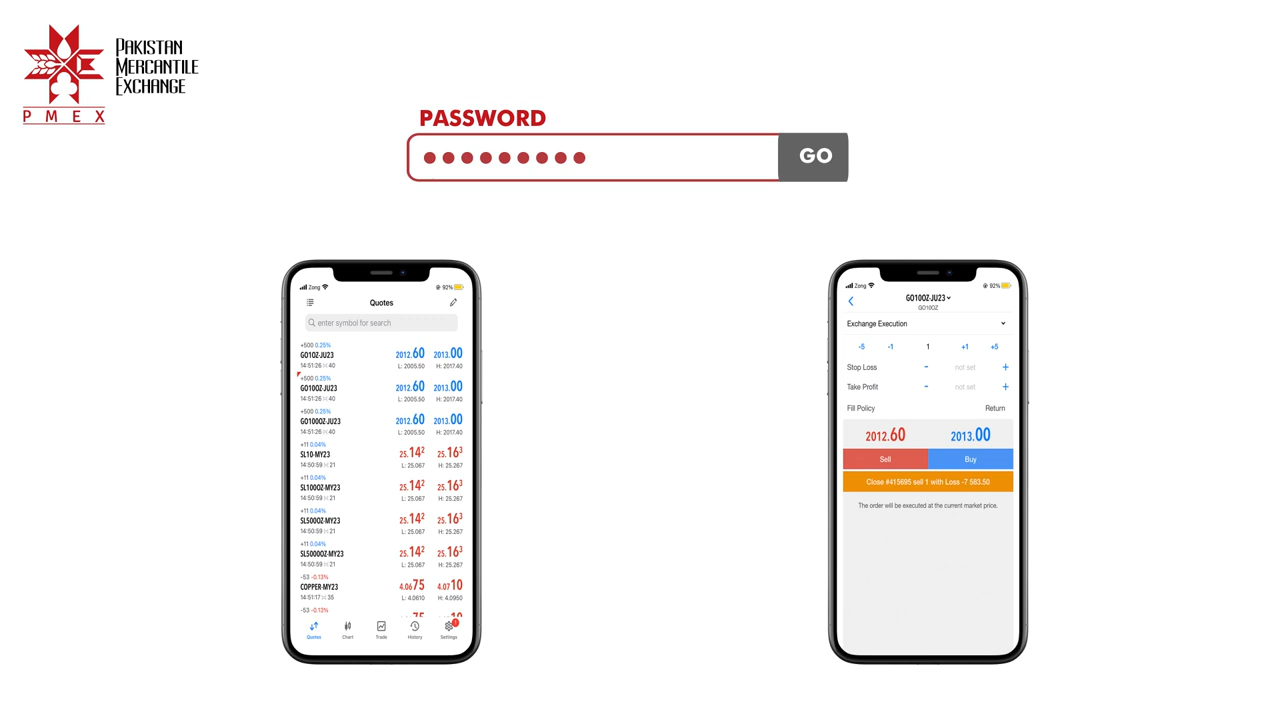 PAKISTAN
MERCANTILE
EXCHANGE
PMEX
PASSWORD
GO
Zong
92%
Quotes
enter symbol for search
+500 0.25%
GO1OZ-JU23
2012.60 2013.00
14:51:26 40
L: 2005.50 H: 2017.40
+500 0.25%
GO10OZ-JU23
2012.60 2013.00
14:51:26 40
L: 2005.50 H: 2017.40
+500 0.25%
GO100OZ-JU23
2012.60 2013.00
14:51:26 40
L: 2005.50 H: 2017.40
+11 0.04%
SL10-MY23
25.142 25.163
14:50:59 21
L: 25.067 H: 25.267
+11 0.04%
SL100OZ-MY23
25.142 25.163
14:50:59 21
L: 25.067 H: 25.267
+11 0.04%
SL500OZ-MY23
25.142 25.163
14:50:59 21
L: 25.067 H: 25.267
+11 0.04%
SL5000OZ-MY23
25.142 25.163
14:50:59 21
L: 25.067 H: 25.267
-53 -0.13%
COPPER-MY23
4.0675 4.0710
14:51:17 35
L: 4.0610 H: 4.0950
-53 -0.13%
Quotes Chart Trade History Settings
1
Zong
92%
GO10OZ-JU23
GO10OZ
Exchange Execution
-5 -1 1 +1 +5
Stop Loss - not set +
Take Profit - not set +
Fill Policy Return
2012.60 2013.00
Sell Buy
Close #415695 sell 1 with Loss -7 583.50
The order will be executed at the current market price.